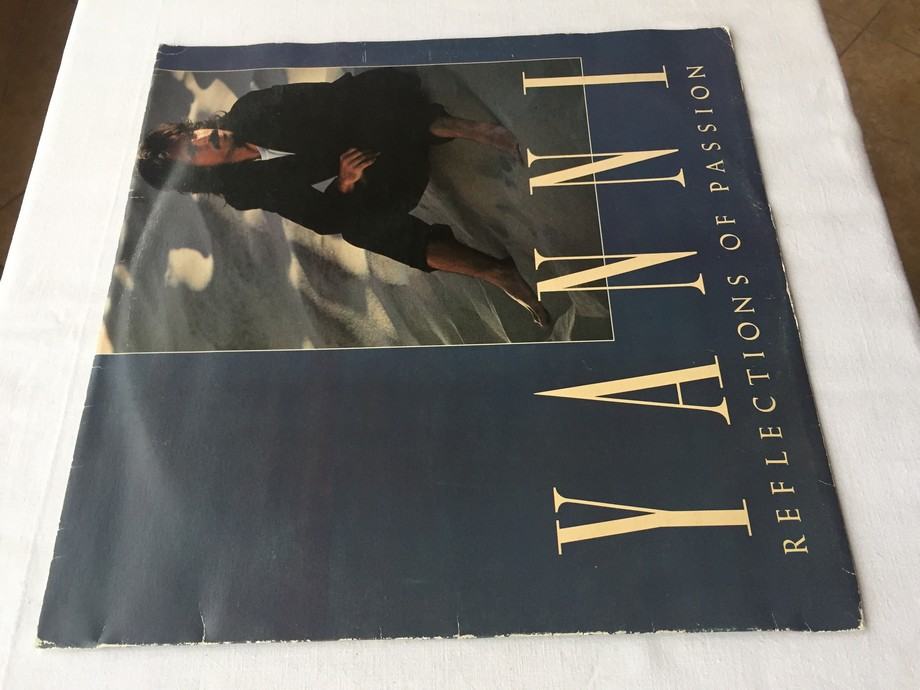 YANNI
REFLECTIONS OF PASSION